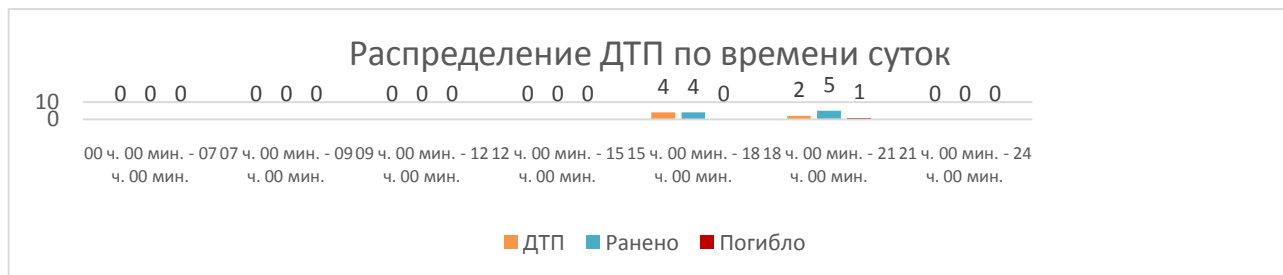 Распределение ДТП по времени суток
0 0 0 0 0 0 0 0 0 0 0 0 4 4 0 2 5 1 0 0 0
10
0
00 ч. 00 мин. - 07 07 ч. 00 мин. - 09 09 ч. 00 мин. - 12 12 ч. 00 мин. - 15 15 ч. 00 мин. - 18 18 ч. 00 мин. - 21 21 ч. 00 мин. - 24
ч. 00 мин. ч. 00 мин. ч. 00 мин. ч. 00 мин. ч. 00 мин. ч. 00 мин. ч. 00 мин.
ДТП Ранено Погибло